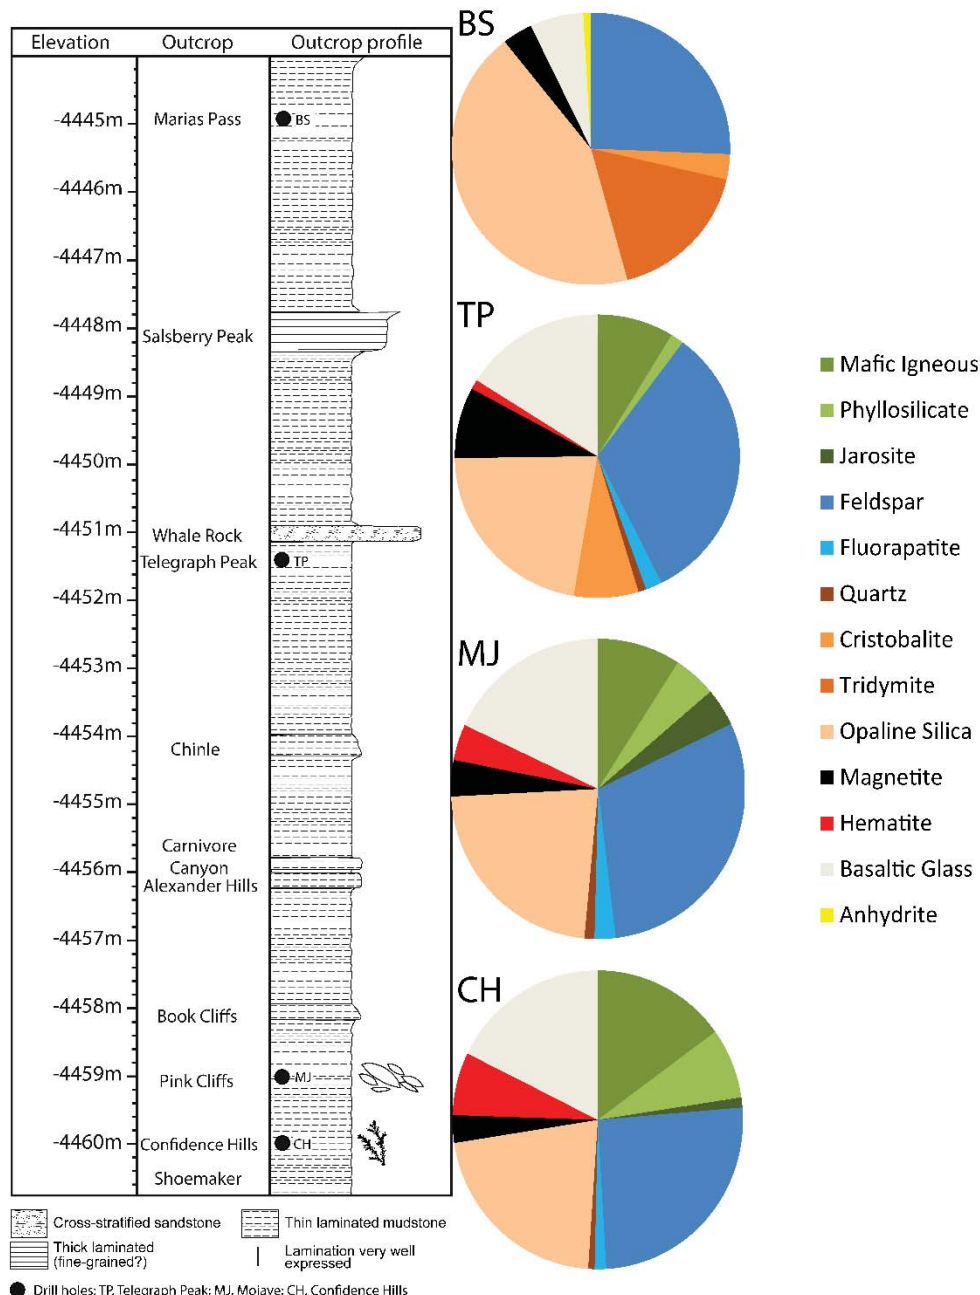 Elevation Outcrop Outcrop profile
-4445m Marias Pass BS
-4446m
-4447m
-4448m
Salsberry Peak
-4449m
-4450m
-4451m
Whale Rock
Telegraph Peak TP
-4452m
-4453m
-4454m
Chinle
-4455m
Carnivore
-4456m
Canyon
Alexander Hills
-4457m
-4458m
Book Cliffs
-4459m Pink Cliffs MJ
-4460m Confidence Hills CH
Shoemaker
Cross-stratified sandstone
Thin laminated mudstone
Thick laminated
(fine-grained?)
Lamination very well
expressed
Drill holes: TP, Telegraph Peak; MJ, Mojave; CH, Confidence Hills
BS
TP
MJ
CH
Mafic Igneous
Phyllosilicate
Jarosite
Feldspar
Fluorapatite
Quartz
Cristobalite
Tridymite
Opaline Silica
Magnetite
Hematite
Basaltic Glass
Anhydrite